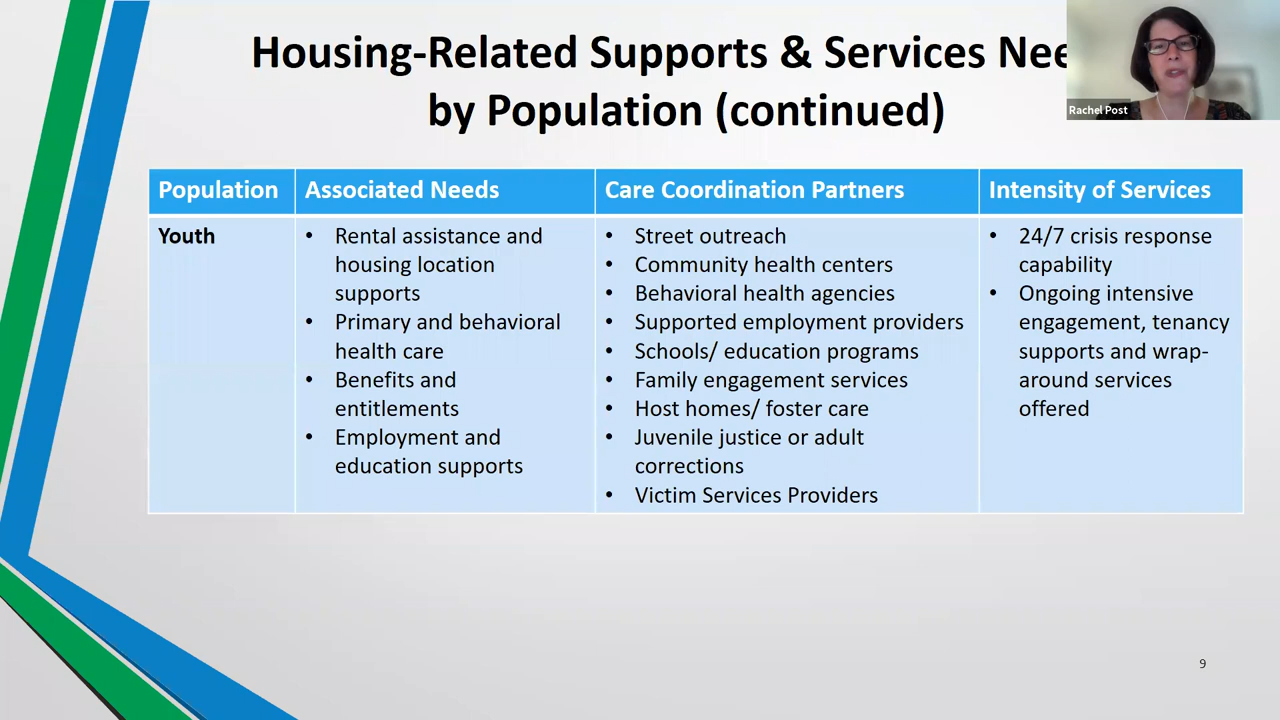 Housing-Related Supports & Services Nee
by Population (continued)
Rachel Post
Population
Associated Needs
Care Coordination Partners
Intensity of Services
Youth
• Rental assistance and
housing location
supports
• Primary and behavioral
health care
• Benefits and
entitlements
• Employment and
education supports
• Street outreach
• Community health centers
• Behavioral health agencies
• Supported employment providers
• Schools/ education programs
• Family engagement services
• Host homes/ foster care
• Juvenile justice or adult
corrections
• Victim Services Providers
• 24/7 crisis response
capability
• Ongoing intensive
engagement, tenancy
supports and wrap-
around services
offered
9